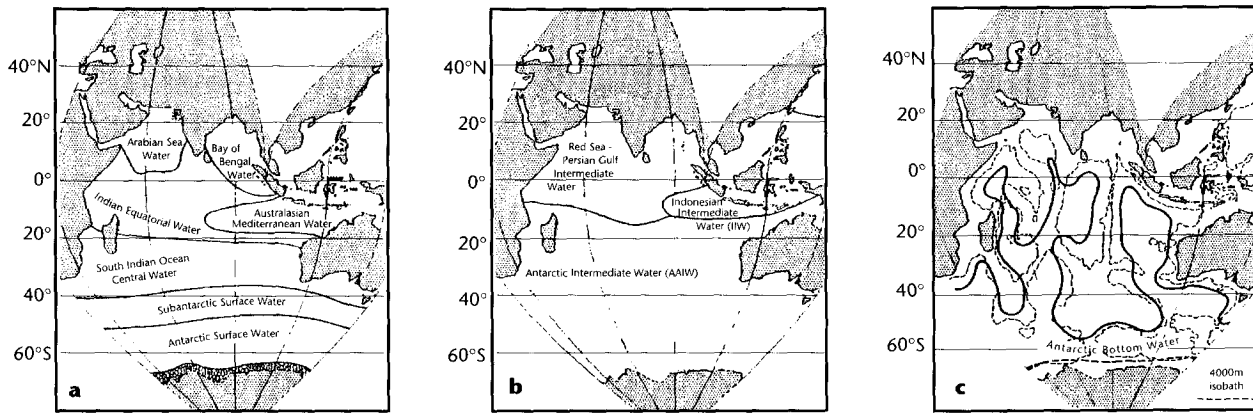 40°N
20°
0°
20°
40°
60°S
Arabian Sea
Water
Bay of
Bengal
Water
Indian Equatorial Water
Australasian
Mediterranean Water
South Indian Ocean
Central Water
Subantarctic Surface Water
Antarctic Surface Water
a
40°N
20°
0°
20°
40°
60°S
Red Sea -
Persian Gulf
Intermediate
Water
Indonesian
Intermediate
Water (IIW)
Antarctic Intermediate Water (AAIW)
b
40°N
20°
0°
20°
40°
60°S
Antarctic Bottom Water
4000m
isobath
c